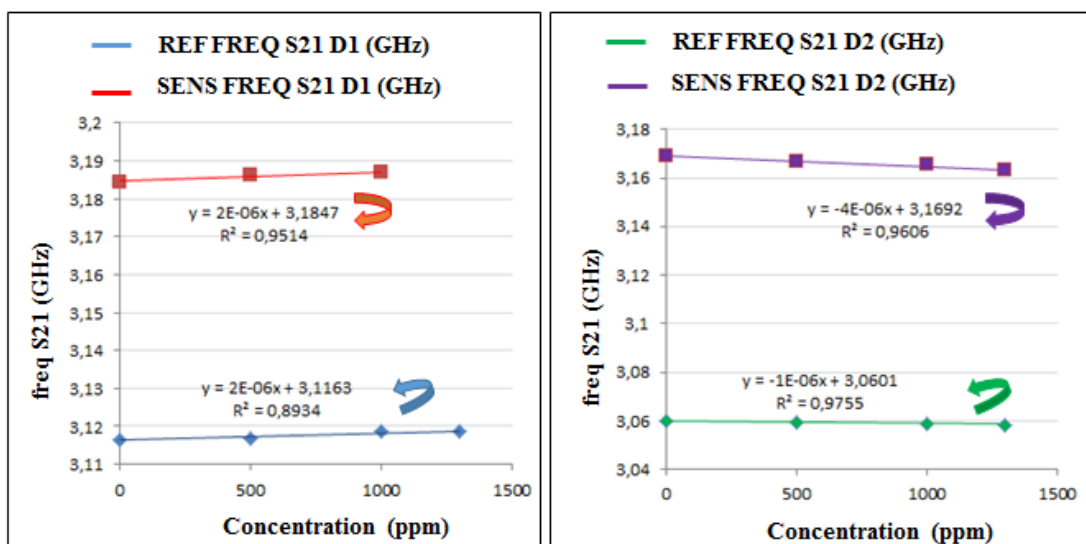 REF FREQ S21 D1 (GHz)
SENS FREQ S21 D1 (GHz)
3,2
3,19
3,18
3,17
3,16
3,15
3,14
3,13
3,12
3,11
freq S21 (GHz)
y = 2E-06x + 3,1847
R² = 0,9514
y = 2E-06x + 3,1163
R² = 0,8934
0 500 1000 1500
Concentration (ppm)
REF FREQ S21 D2 (GHz)
SENS FREQ S21 D2 (GHz)
3,18
3,16
3,14
3,12
3,1
3,08
3,06
3,04
freq S21 (GHz)
y = -4E-06x + 3,1692
R² = 0,9606
y = -1E-06x + 3,0601
R² = 0,9755
0 500 1000 1500
Concentration (ppm)